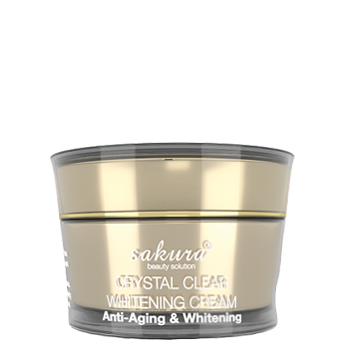 sakura®
beauty solution
CRYSTAL CLEAR
WHITENING CREAM
Anti-Aging & Whitening